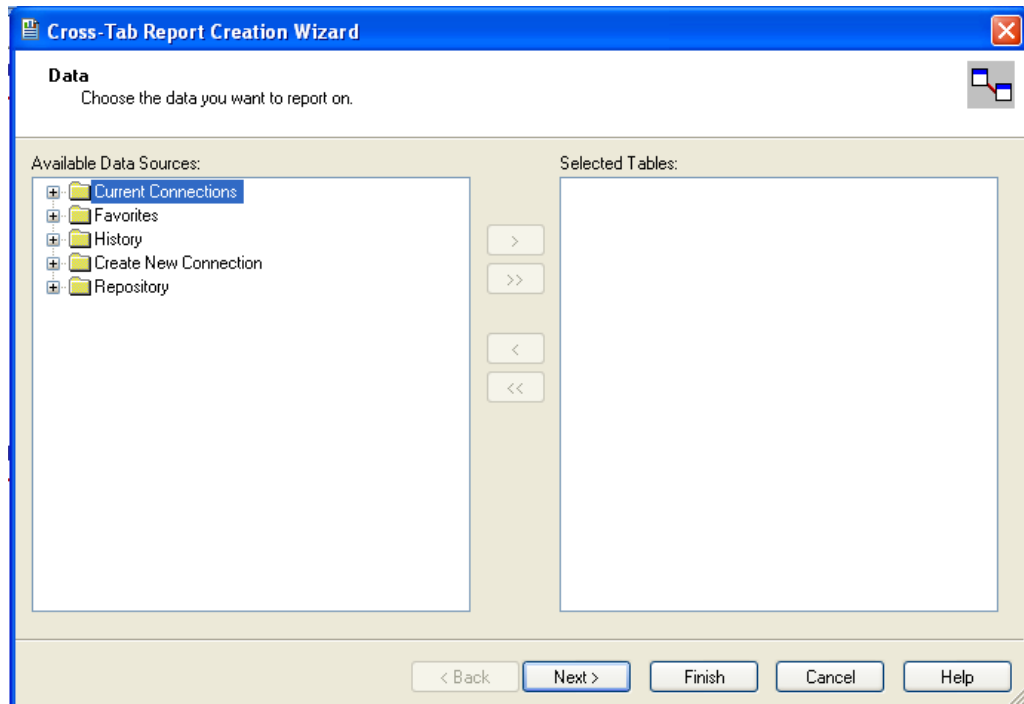 Cross-Tab Report Creation Wizard
Data
Choose the data you want to report on.
Available Data Sources:
Selected Tables:
Current Connections
Favorites
History
Create New Connection
Repository
>
>>
<
<<
< Back
Next >
Finish
Cancel
Help